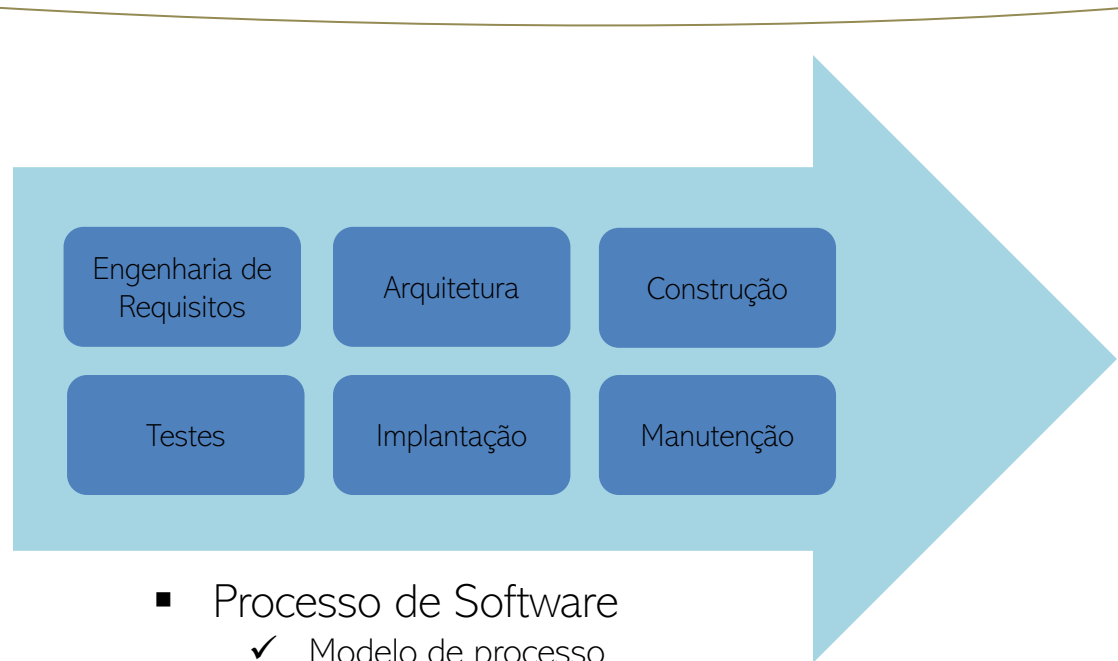 Engenharia de
Requisitos
Arquitetura
Construção
Testes
Implantação
Manutenção
Processo de Software
Modelo de processo